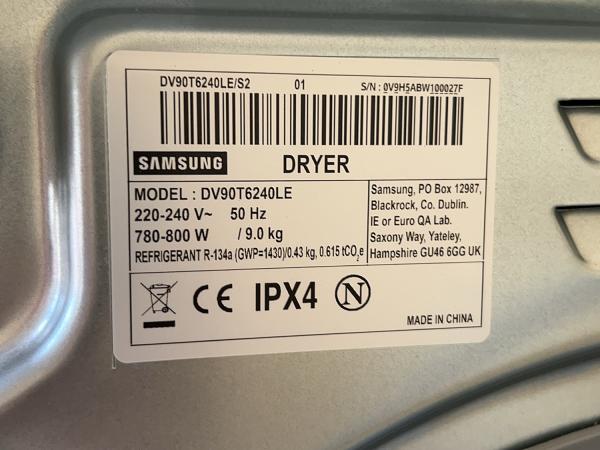 DV90T6240LE/S2 01 S/N : 0V9H5ABW100027F
SAMSUNG DRYER
MODEL : DV90T6240LE
220-240 V~ 50 Hz
780-800 W / 9.0 kg
REFRIGERANT R-134a (GWP=1430)/0.43 kg, 0.615 tCO₂e
Samsung, PO Box 12987,
Blackrock, Co. Dublin.
IE or Euro QA Lab.
Saxony Way, Yateley,
Hampshire GU46 6GG UK
CE IPX4 N
MADE IN CHINA